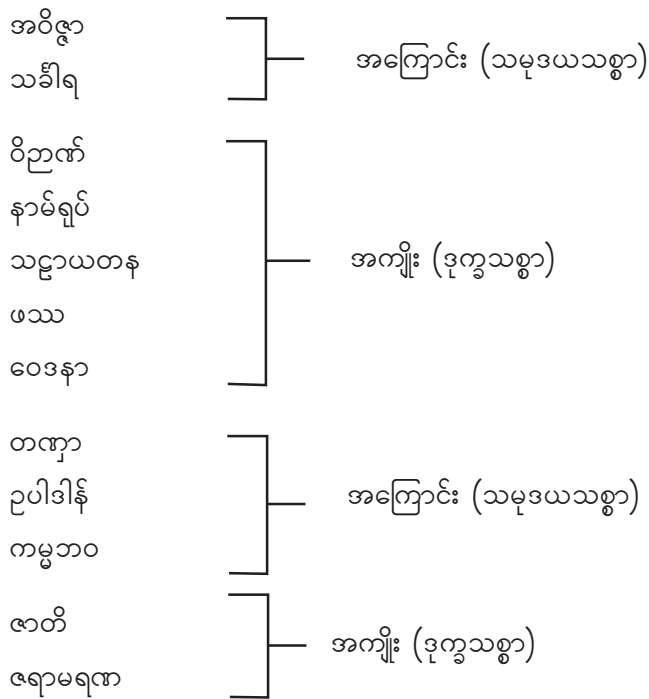 အဝိဇ္ဇာ
သင်္ခါရ
အကြောင်း (သမုဒယသစ္စာ)
ဝိညာဏ်
နာမ်ရုပ်
သဠာယတန
ဖဿ
ဝေဒနာ
အကျိုး (ဒုက္ခသစ္စာ)
တဏှာ
ဥပါဒါန်
ကမ္မဘဝ
အကြောင်း (သမုဒယသစ္စာ)
ဇာတိ
ဇရာမရဏ
အကျိုး (ဒုက္ခသစ္စာ)